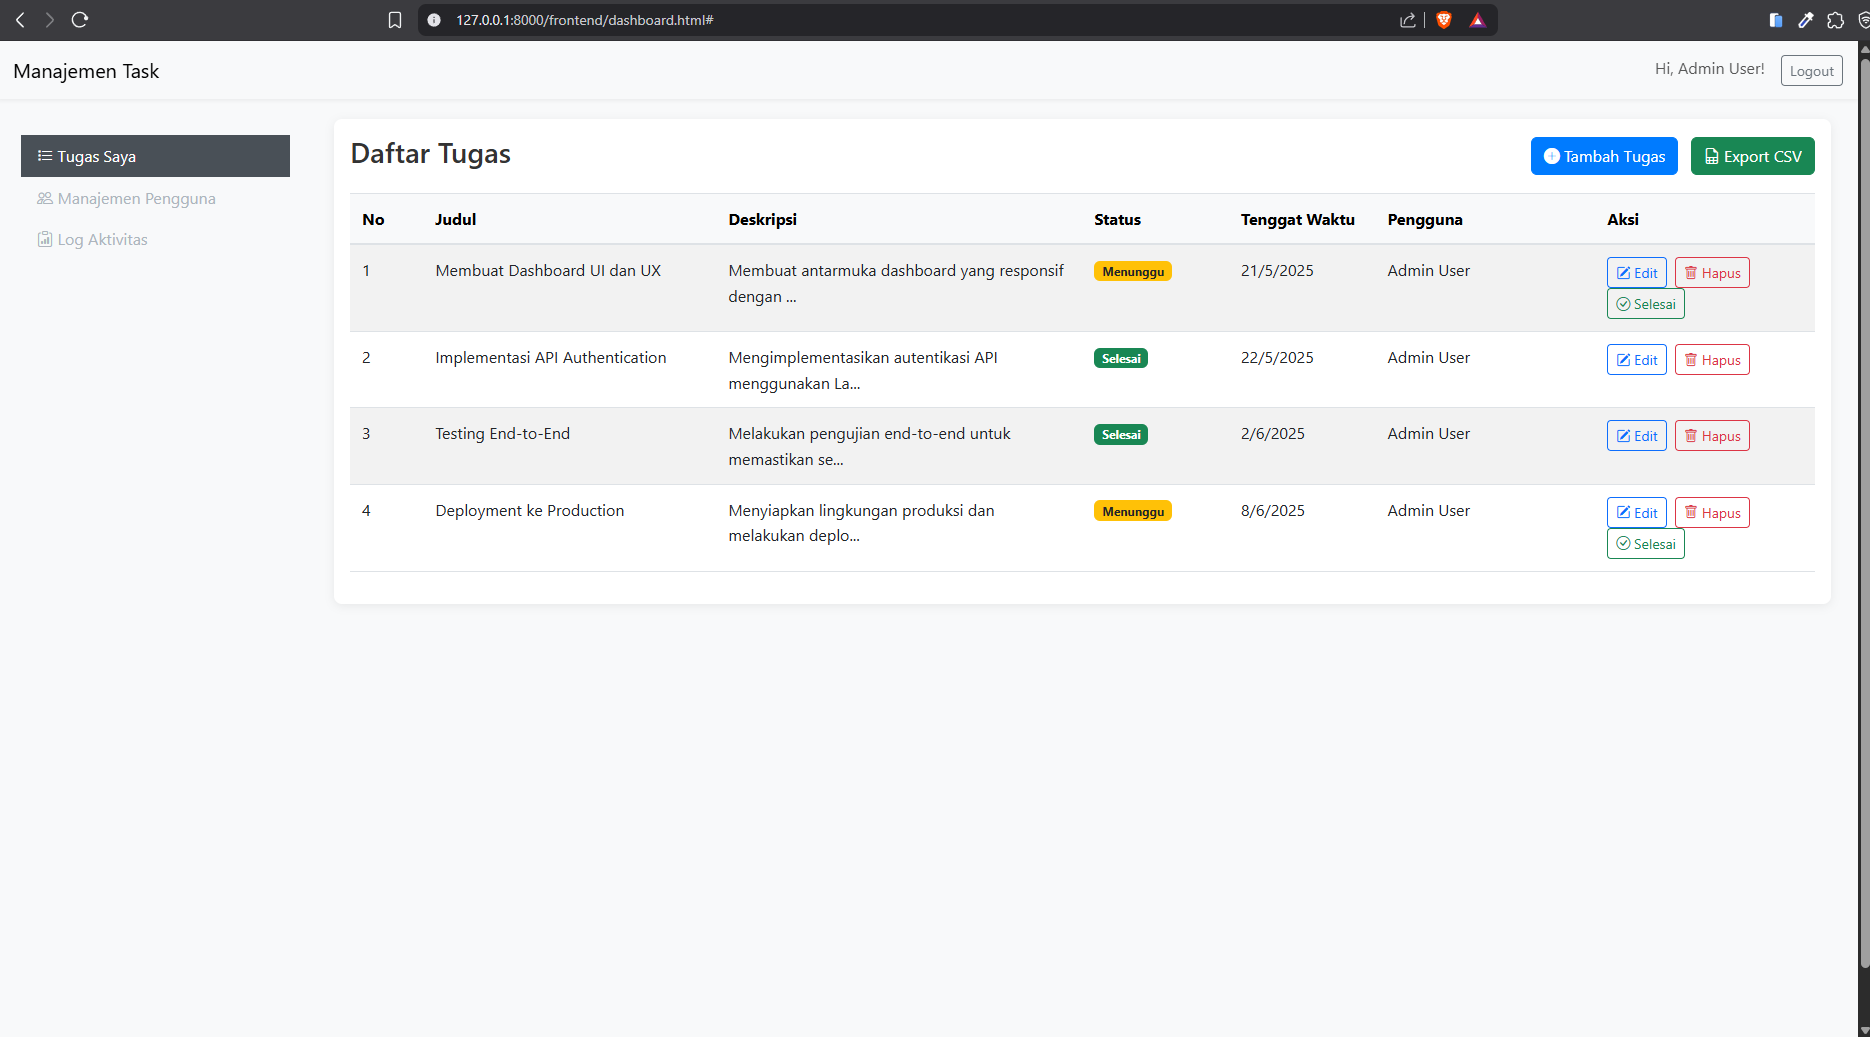 127.0.0.1:8000/frontend/dashboard.html#
Manajemen Task
Hi, Admin User!
Logout
Tugas Saya
Manajemen Pengguna
Log Aktivitas
Daftar Tugas
Tambah Tugas
Export CSV
No Judul Deskripsi Status Tenggat Waktu Pengguna Aksi
1 Membuat Dashboard UI dan UX Membuat antarmuka dashboard yang responsif Menunggu 21/5/2025 Admin User Edit Hapus
dengan ...
Selesai
2 Implementasi API Authentication Mengimplementasikan autentikasi API Selesai 22/5/2025 Admin User Edit Hapus
menggunakan La...
3 Testing End-to-End Melakukan pengujian end-to-end untuk Selesai 2/6/2025 Admin User Edit Hapus
memastikan se...
4 Deployment ke Production Menyiapkan lingkungan produksi dan Menunggu 8/6/2025 Admin User Edit Hapus
melakukan deplo...
Selesai